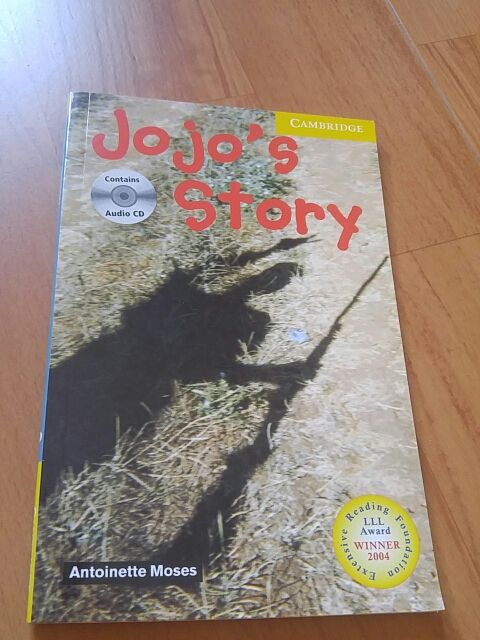 CAMBRIDGE
Jojo's
Story
Contains
Audio CD
Antoinette Moses
Extensive Reading Foundation
LLL
Award
WINNER
2004